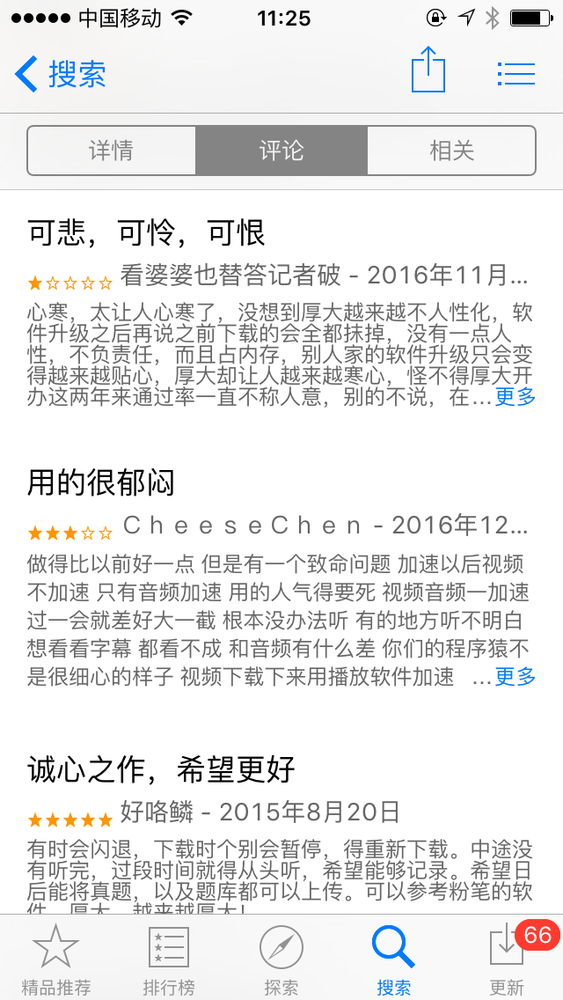 中国移动 11:25
搜索
详情 评论 相关
可悲，可怜，可恨
看婆婆也替答记者破 - 2016年11月...
心寒，太让人心寒了，没想到厚大越来越不人性化，软
件升级之后再说之前下载的会全都抹掉，没有一点人
性，不负责任，而且占内存，别人家的软件升级只会变
得越来越贴心，厚大却让人越来越寒心，怪不得厚大开
办这两年来通过率一直不称人意，别的不说，在...更多
用的很郁闷
ＣｈｅｅｓｅＣｈｅｎ - 2016年12...
做得比以前好一点 但是有一个致命问题 加速以后视频
不加速 只有音频加速 用的人气得要死 视频音频一加速
过一会就差好大一截 根本没办法听 有的地方听不明白
想看看字幕 都看不成 和音频有什么差 你们的程序猿不
是很细心的样子 视频下载下来用播放软件加速 ...更多
诚心之作，希望更好
好咯鳞 - 2015年8月20日
有时会闪退，下载时个别会暂停，得重新下载。中途没
有听完，过段时间就得从头听，希望能够记录。希望日
后能将真题，以及题库都可以上传。可以参考粉笔的软
件。厚大，越来越厚大！
66
精品推荐 排行榜 探索 搜索 更新